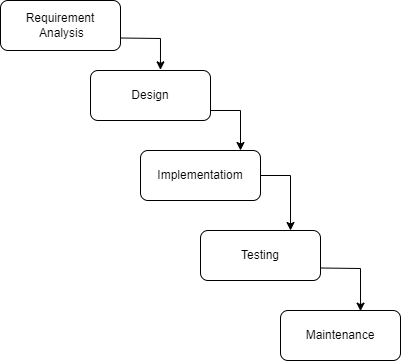 Requirement
Analysis
Design
Implementatiom
Testing
Maintenance